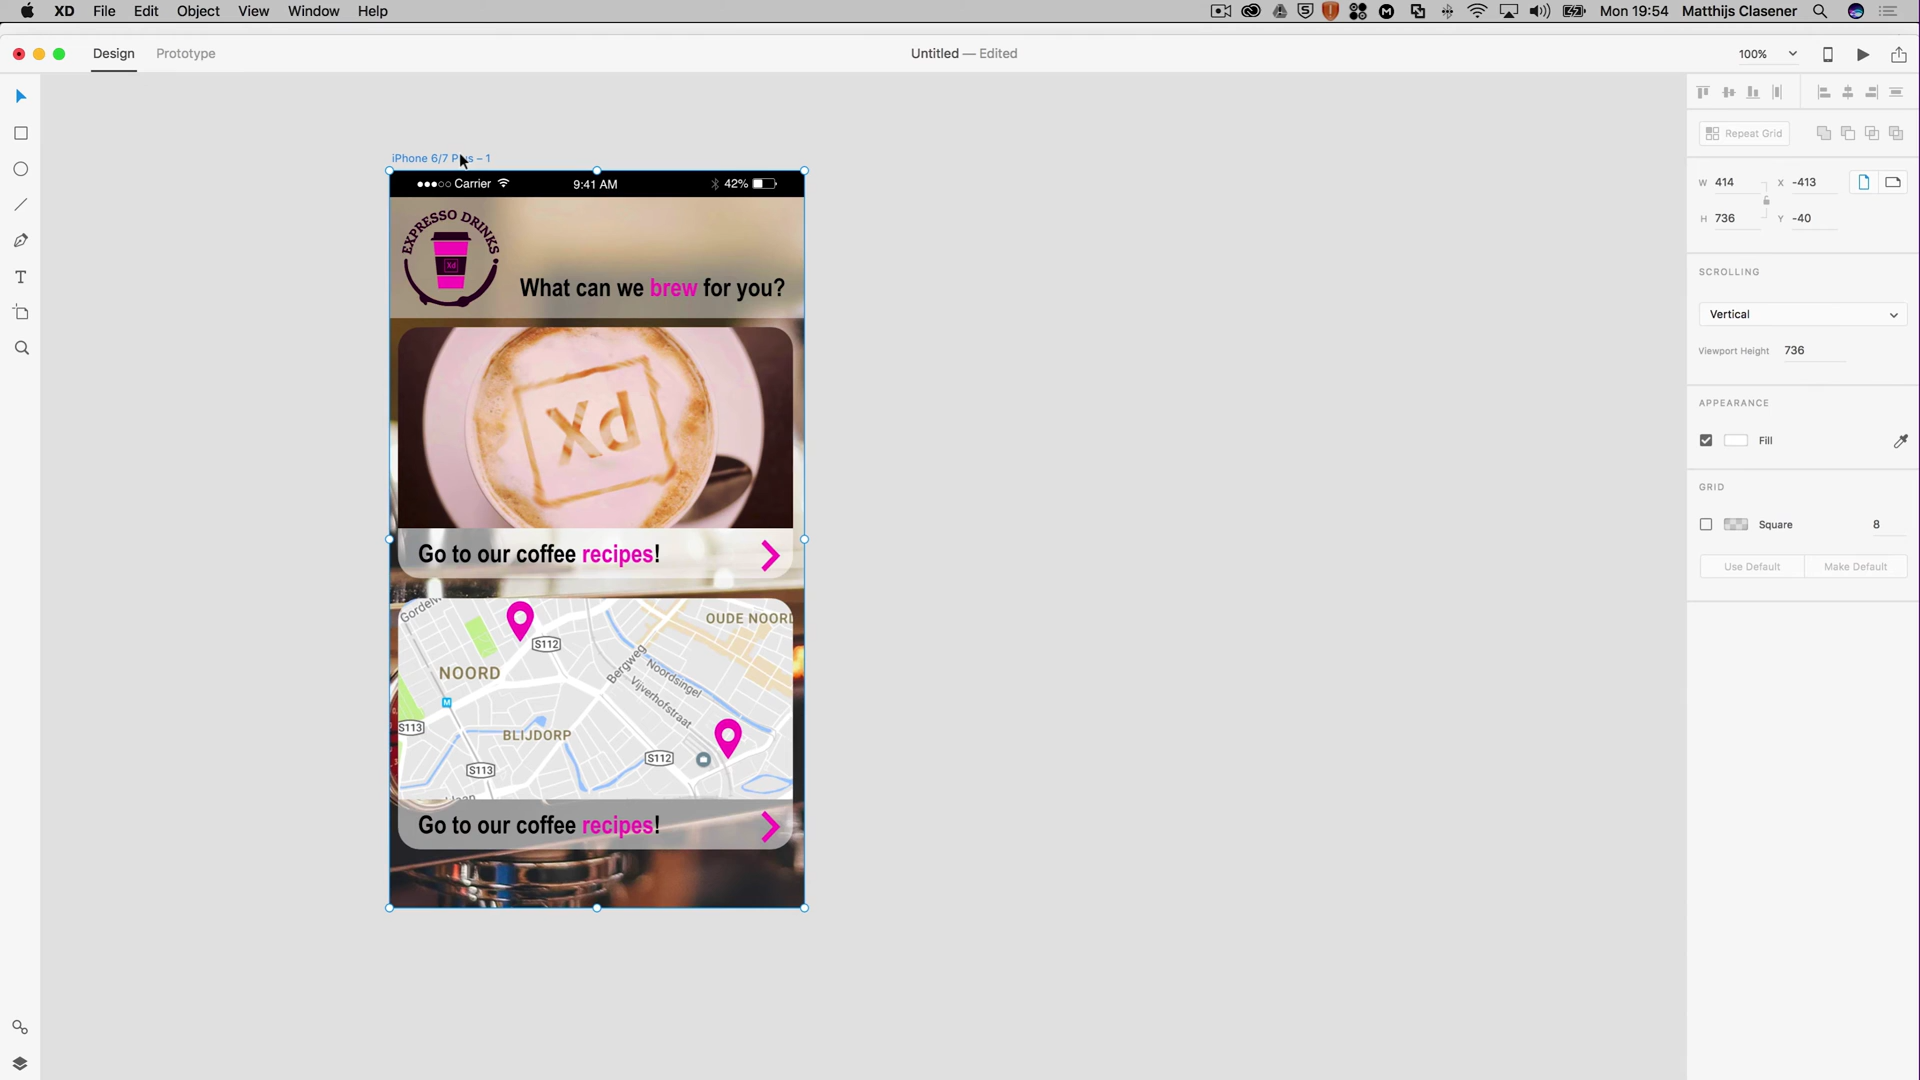 XD File Edit Object View Window Help
Mon 19:54 Matthijs Clasener
Design Prototype
Untitled — Edited
100%
iPhone 6/7 Plus – 1
Carrier 9:41 AM 42%
EXPRESSO DRINKS
Xd
What can we brew for you?
Xd
Go to our coffee recipes!
OUDE NOORD
S112
NOORD
Bergweg
Noordsingel
Vijverhofstraat
M
S113
BLIJDORP
S112
S113
Go to our coffee recipes!
Repeat Grid
W 414 X -413
H 736 Y -40
SCROLLING
Vertical
Viewport Height 736
APPEARANCE
Fill
GRID
Square 8
Use Default Make Default